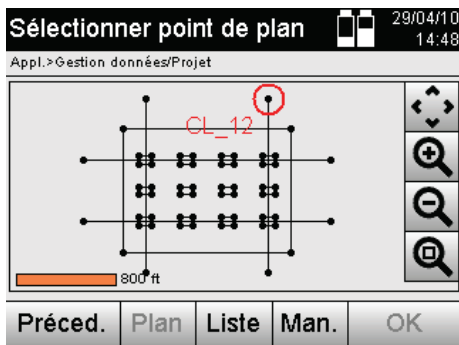 Sélectionner point de plan
29/04/10
14:48
Appl.>Gestion données/Projet
CL_12
800 ft
Préced.
Plan
Liste
Man.
OK